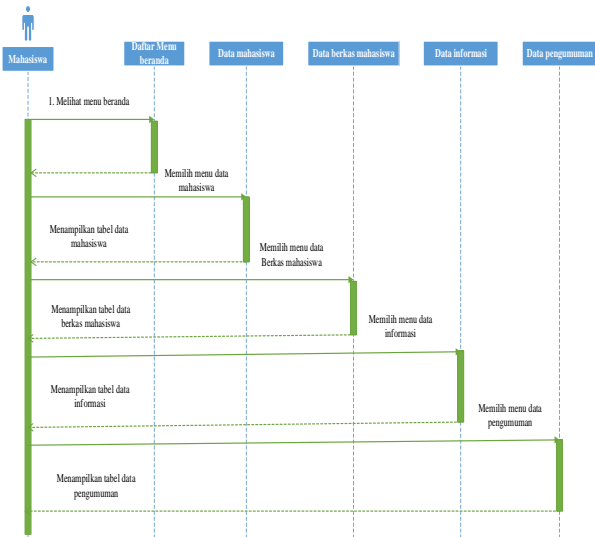 Mahasiswa
Daftar Menu
beranda
Data mahasiswa
Data berkas mahasiswa
Data informasi
Data pengumuman
1. Melihat menu beranda
Memilih menu data
mahasiswa
Menampilkan tabel data
mahasiswa
Memilih menu data
Berkas mahasiswa
Menampilkan tabel data
berkas mahasiswa
Memilih menu data
informasi
Menampilkan tabel data
informasi
Memilih menu data
pengumuman
Menampilkan tabel data
pengumuman